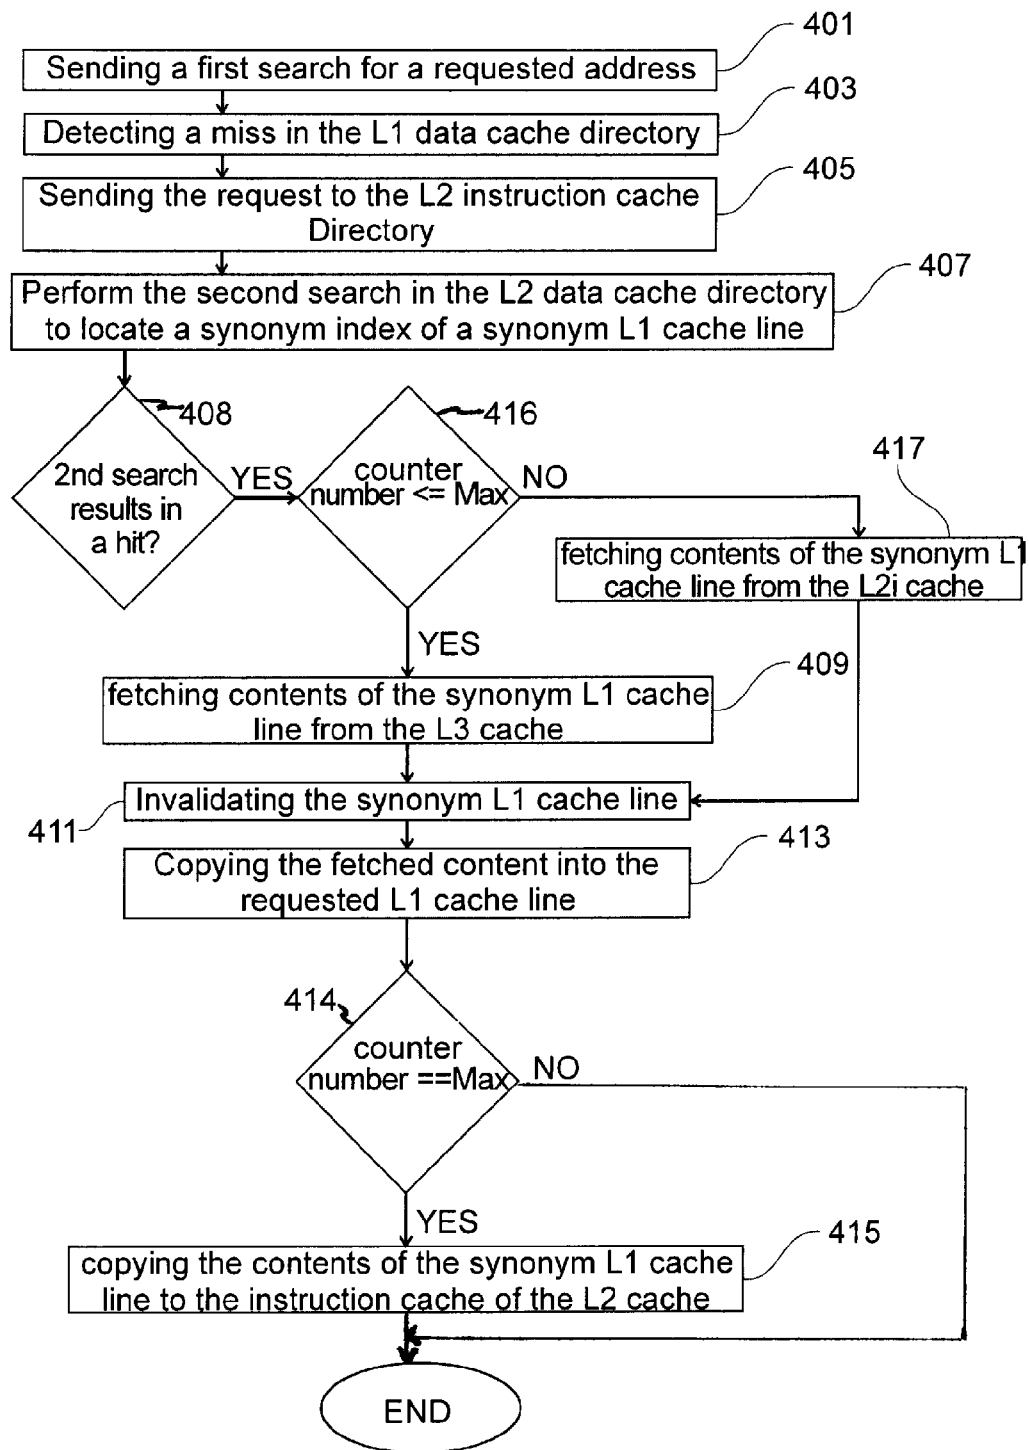 401
Sending a first search for a requested address
403
Detecting a miss in the L1 data cache directory
405
Sending the request to the L2 instruction cache
Directory
407
Perform the second search in the L2 data cache directory
to locate a synonym index of a synonym L1 cache line
408
2nd search
results in
a hit?
YES
416
counter
number <= Max
NO
417
fetching contents of the synonym L1
cache line from the L2i cache
YES
409
fetching contents of the synonym L1 cache
line from the L3 cache
Invalidating the synonym L1 cache line
411
413
Copying the fetched content into the
requested L1 cache line
414
counter
number ==Max
NO
YES
415
copying the contents of the synonym L1 cache
line to the instruction cache of the L2 cache
END